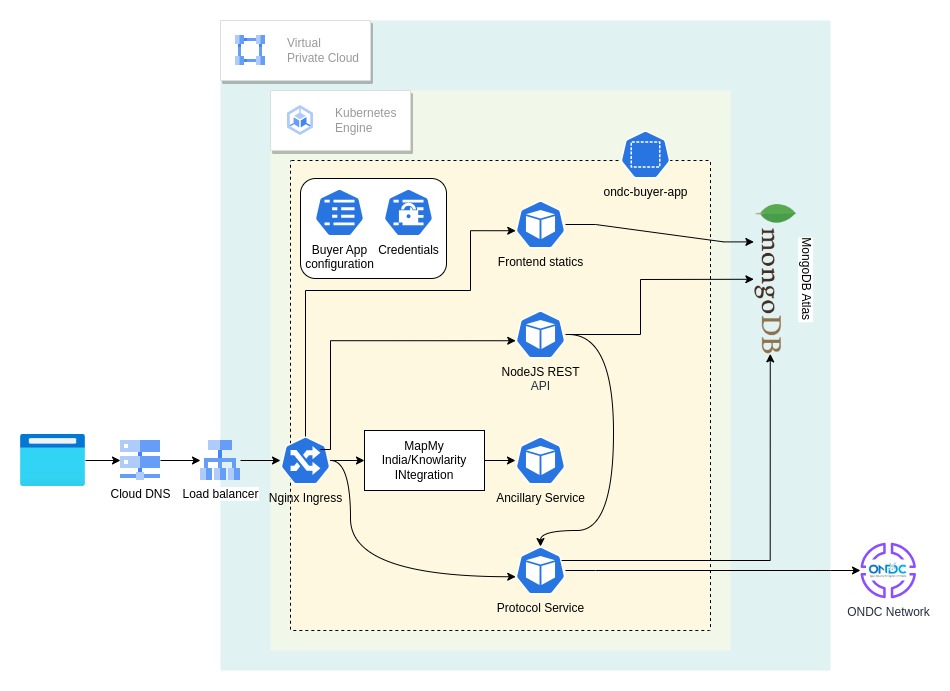 Virtual
Private Cloud
Kubernetes
Engine
ondc-buyer-app
Buyer App
configuration
Credentials
Frontend statics
mongoDB
MongoDB Atlas
NodeJS REST
API
MapMy
India/Knowlarity
INtegration
Cloud DNS
Load balancer
Nginx Ingress
Ancillary Service
Protocol Service
ONDC
ONDC Network